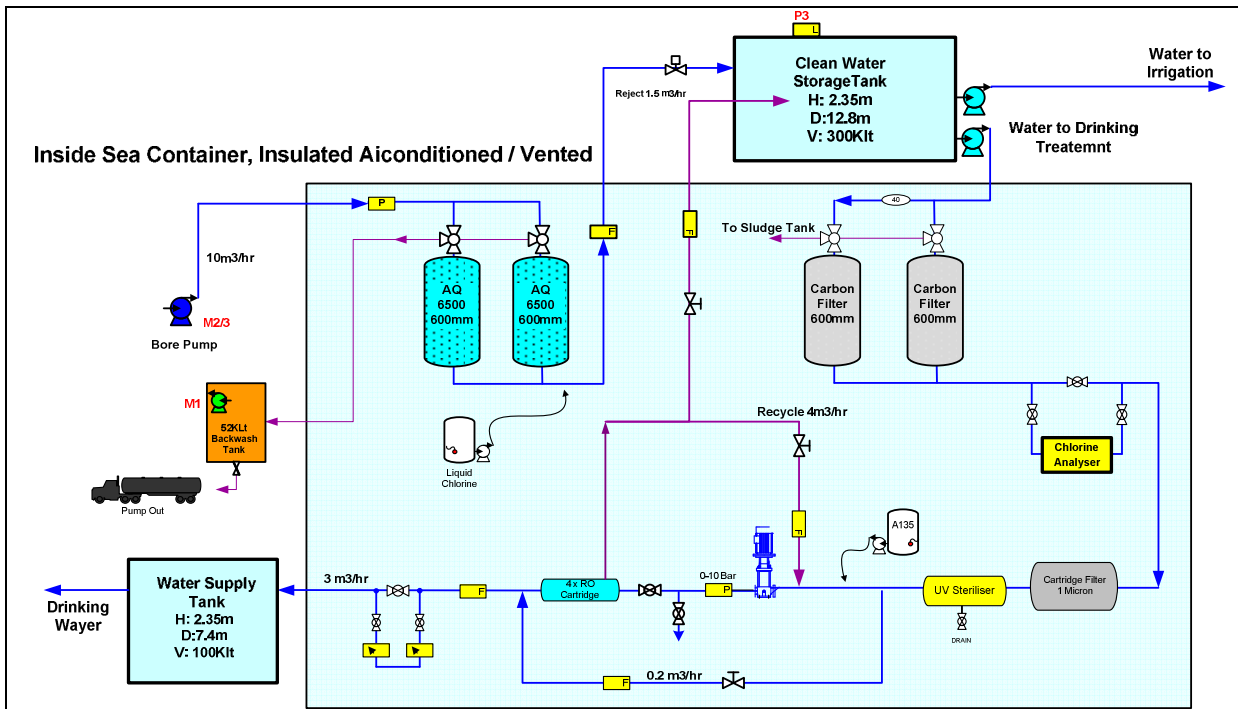 P3
L
Clean Water
StorageTank
H: 2.35m
D:12.8m
V: 300Klt
Water to
Irrigation
Reject 1.5 m3/hr
Water to Drinking
Treatemnt
Inside Sea Container, Insulated Aiconditioned / Vented
P
F
F
40
To Sludge Tank
10m3/hr
M2/3
Bore Pump
AQ
6500
600mm
AQ
6500
600mm
Carbon
Filter
600mm
Carbon
Filter
600mm
M1
52KLt
Backwash
Tank
Pump Out
Liquid
Chlorine
Recycle 4m3/hr
Chlorine
Analyser
F
A135
Water Supply
Tank
H: 2.35m
D:7.4m
V: 100Klt
Drinking
Wayer
3 m3/hr
F
4x RO
Cartridge
0-10 Bar
P
UV Steriliser
DRAIN
Cartridge Filter
1 Micron
F
0.2 m3/hr